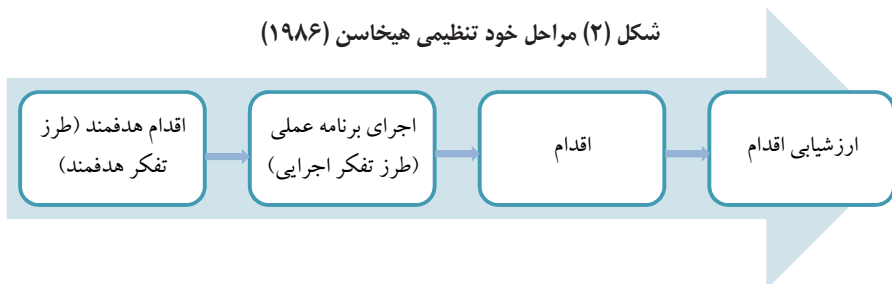 شکل (۲) مراحل خود تنظیمی هیخاسن (۱۹۸۶)
اقدام هدفمند (طرز
تفکر هدفمند)
اجرای برنامه عملی
(طرز تفکر اجرایی)
اقدام
ارزشیابی اقدام